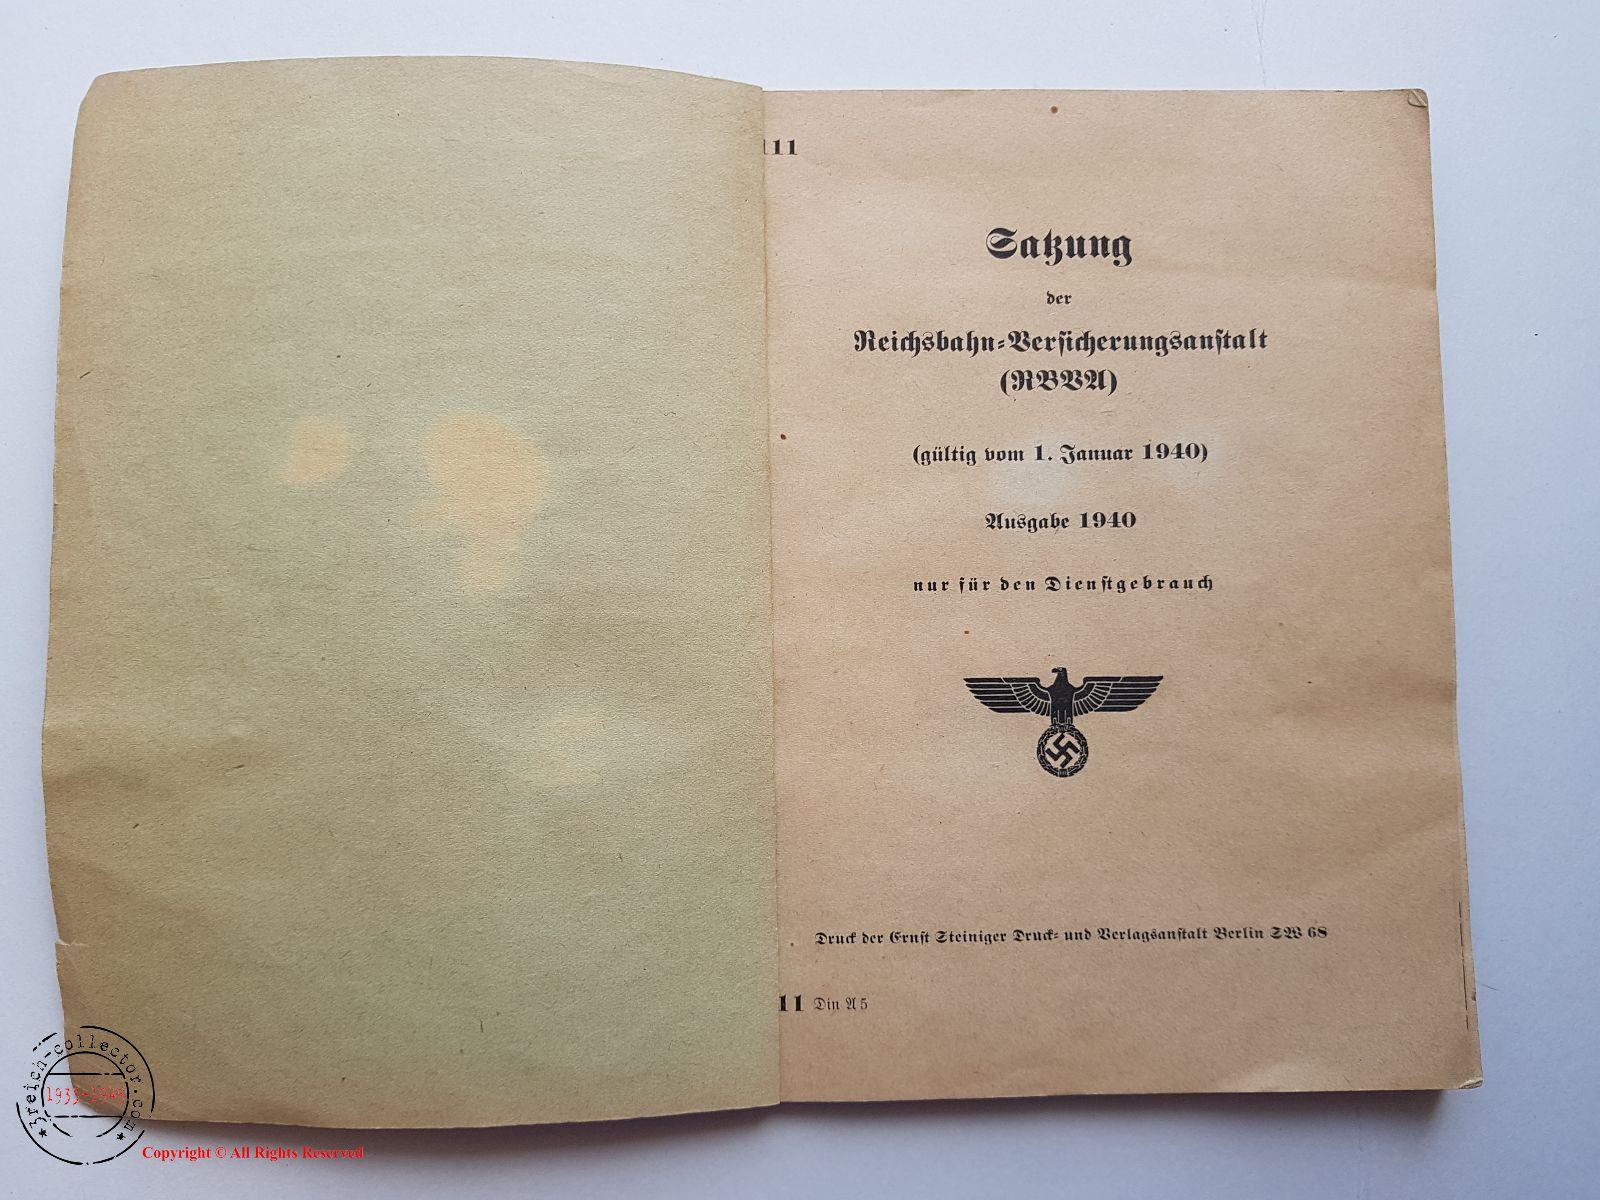 111
Satzung
der
Reichsbahn-Versicherungsanstalt
(RBVA)
(gültig vom 1. Januar 1940)
Ausgabe 1940
nur für den Dienstgebrauch
Druck der Ernst Steiniger Druck- und Verlagsanstalt Berlin SW 68
11 Din A 5
3reich-collector.com
1933-1945
Copyright © All Rights Reserved